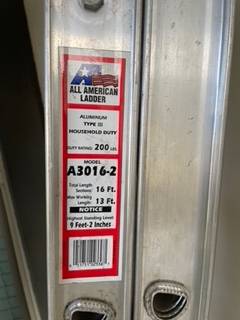 ALL AMERICAN
LADDER
ALUMINUM
TYPE III
HOUSEHOLD DUTY
DUTY RATING: 200 LBS.
MODEL
A3016-2
Total Length
Sections: 16 Ft.
Max Working
Length: 13 Ft.
NOTICE
Highest Standing Level:
9 Feet-2 Inches